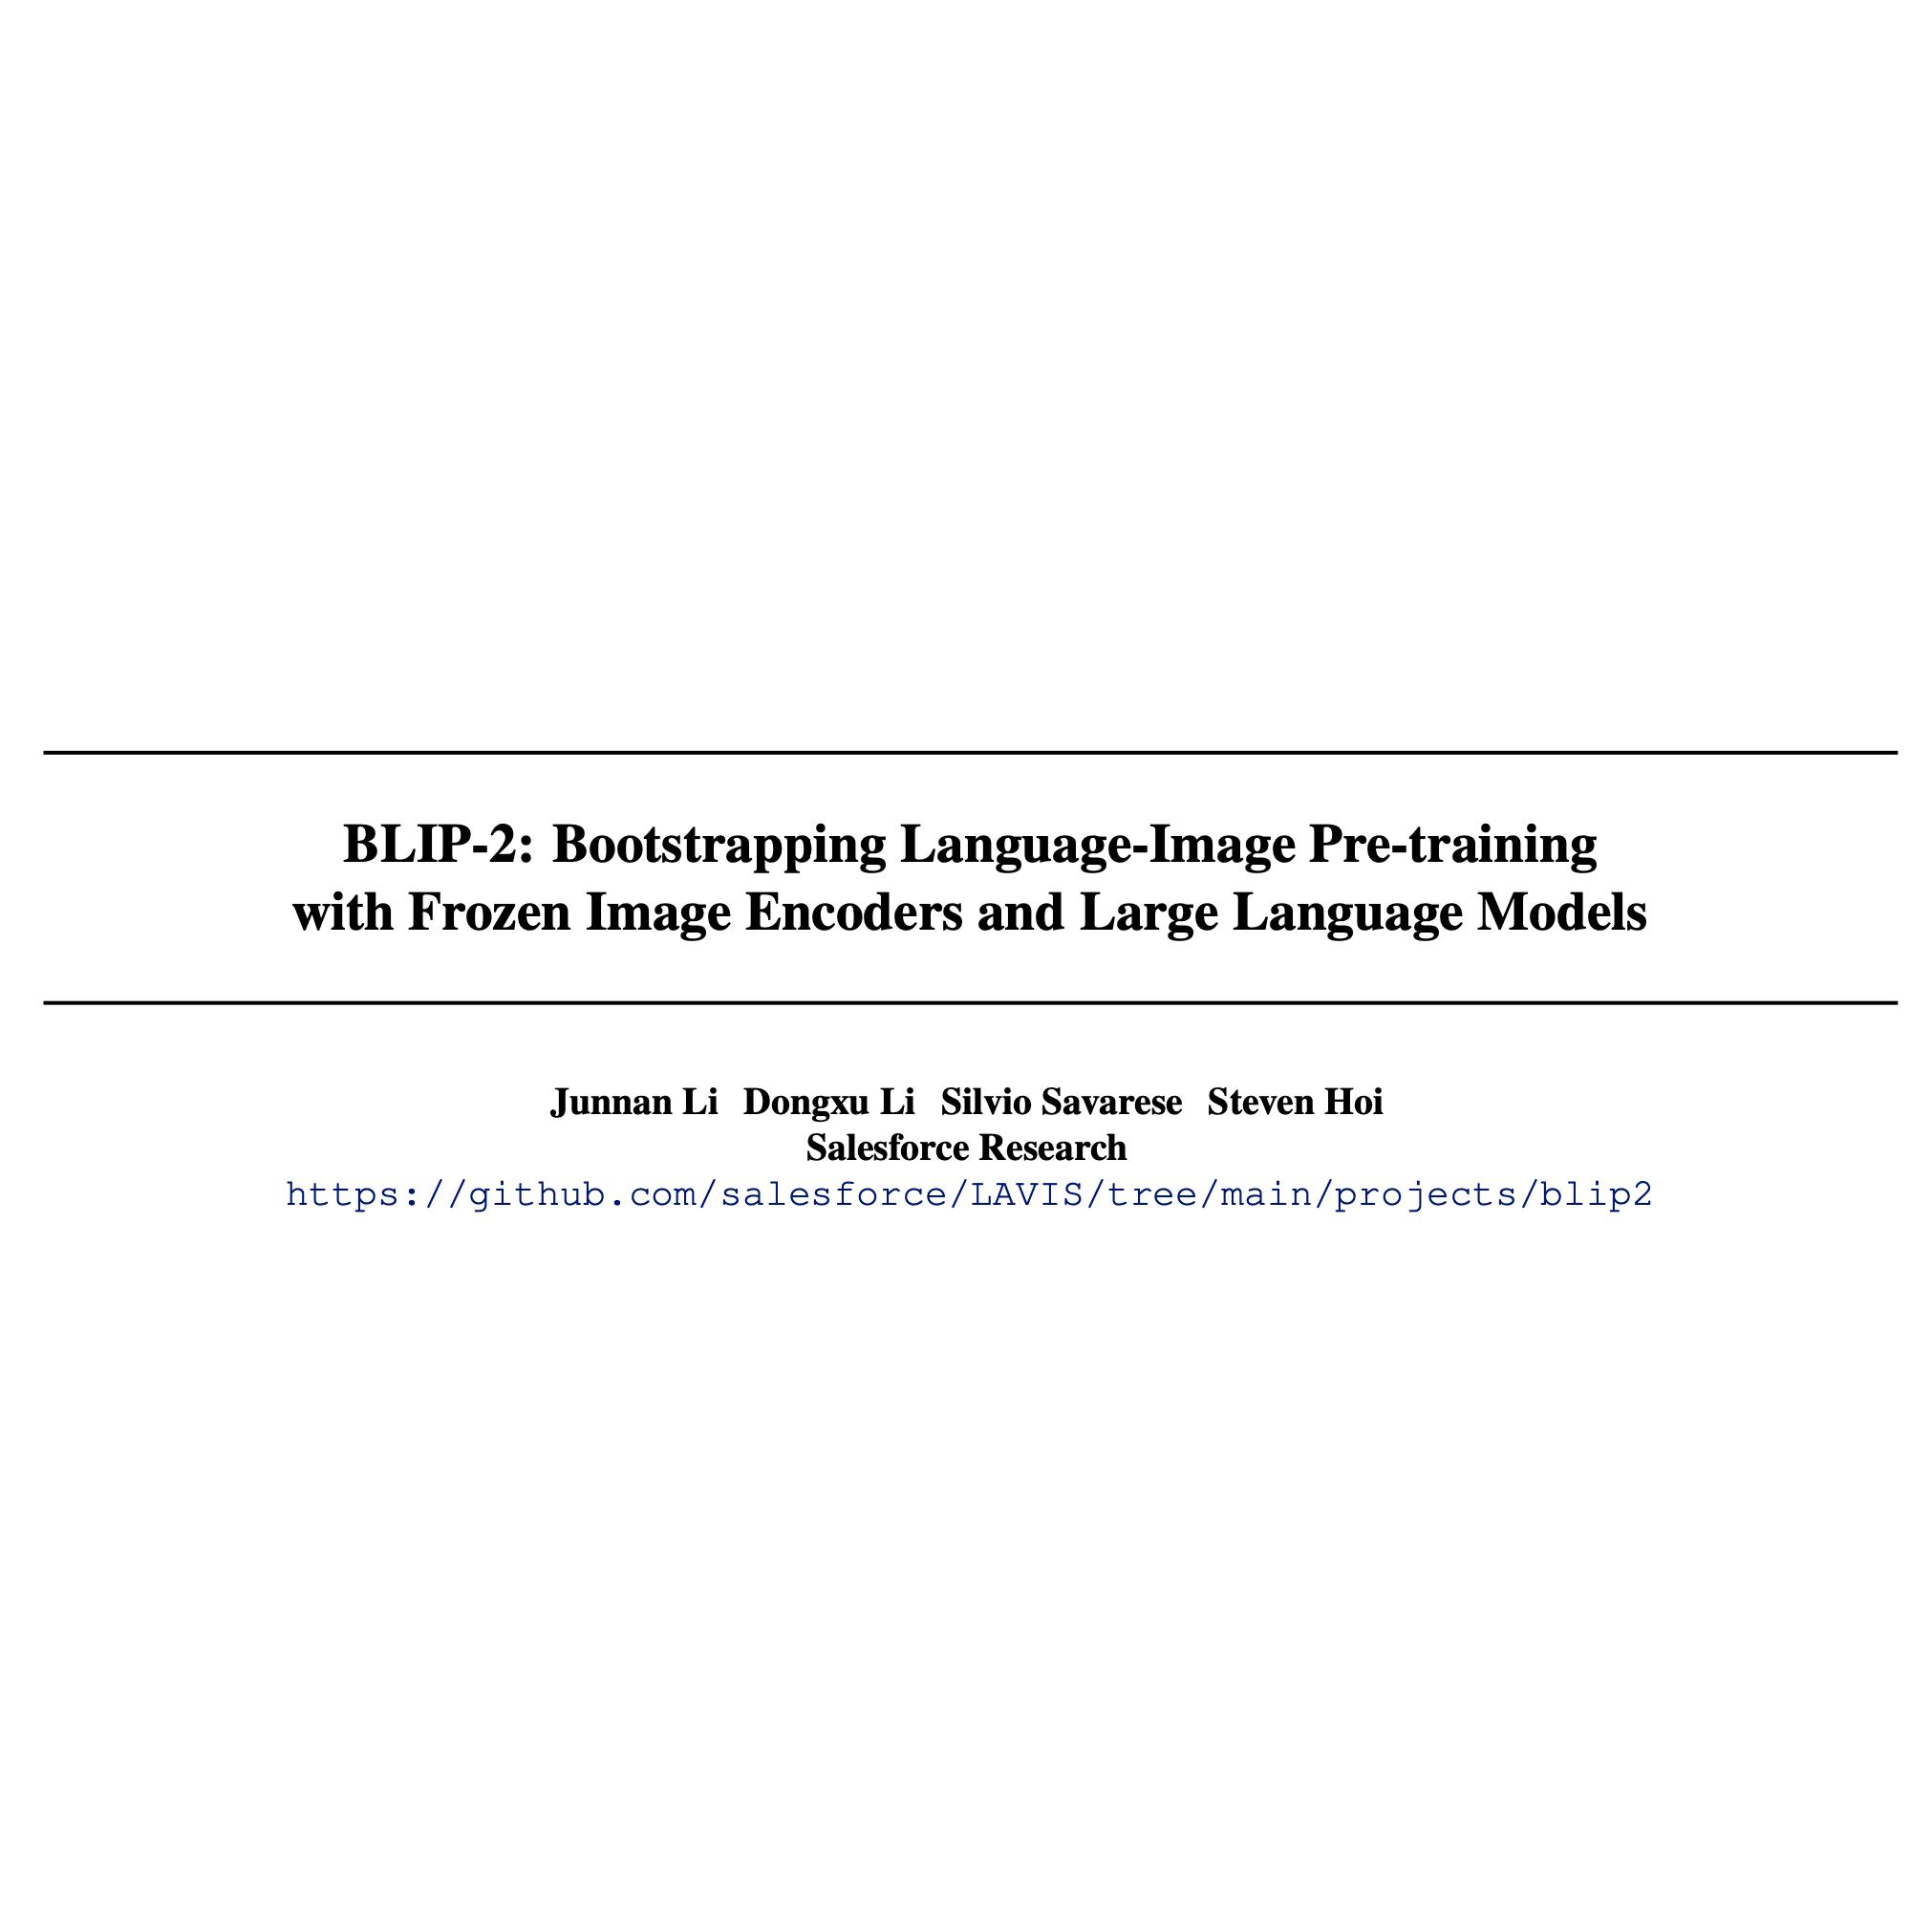 BLIP-2: Bootstrapping Language-Image Pre-training
with Frozen Image Encoders and Large Language Models
Junnan Li Dongxu Li Silvio Savarese Steven Hoi
Salesforce Research
https://github.com/salesforce/LAVIS/tree/main/projects/blip2